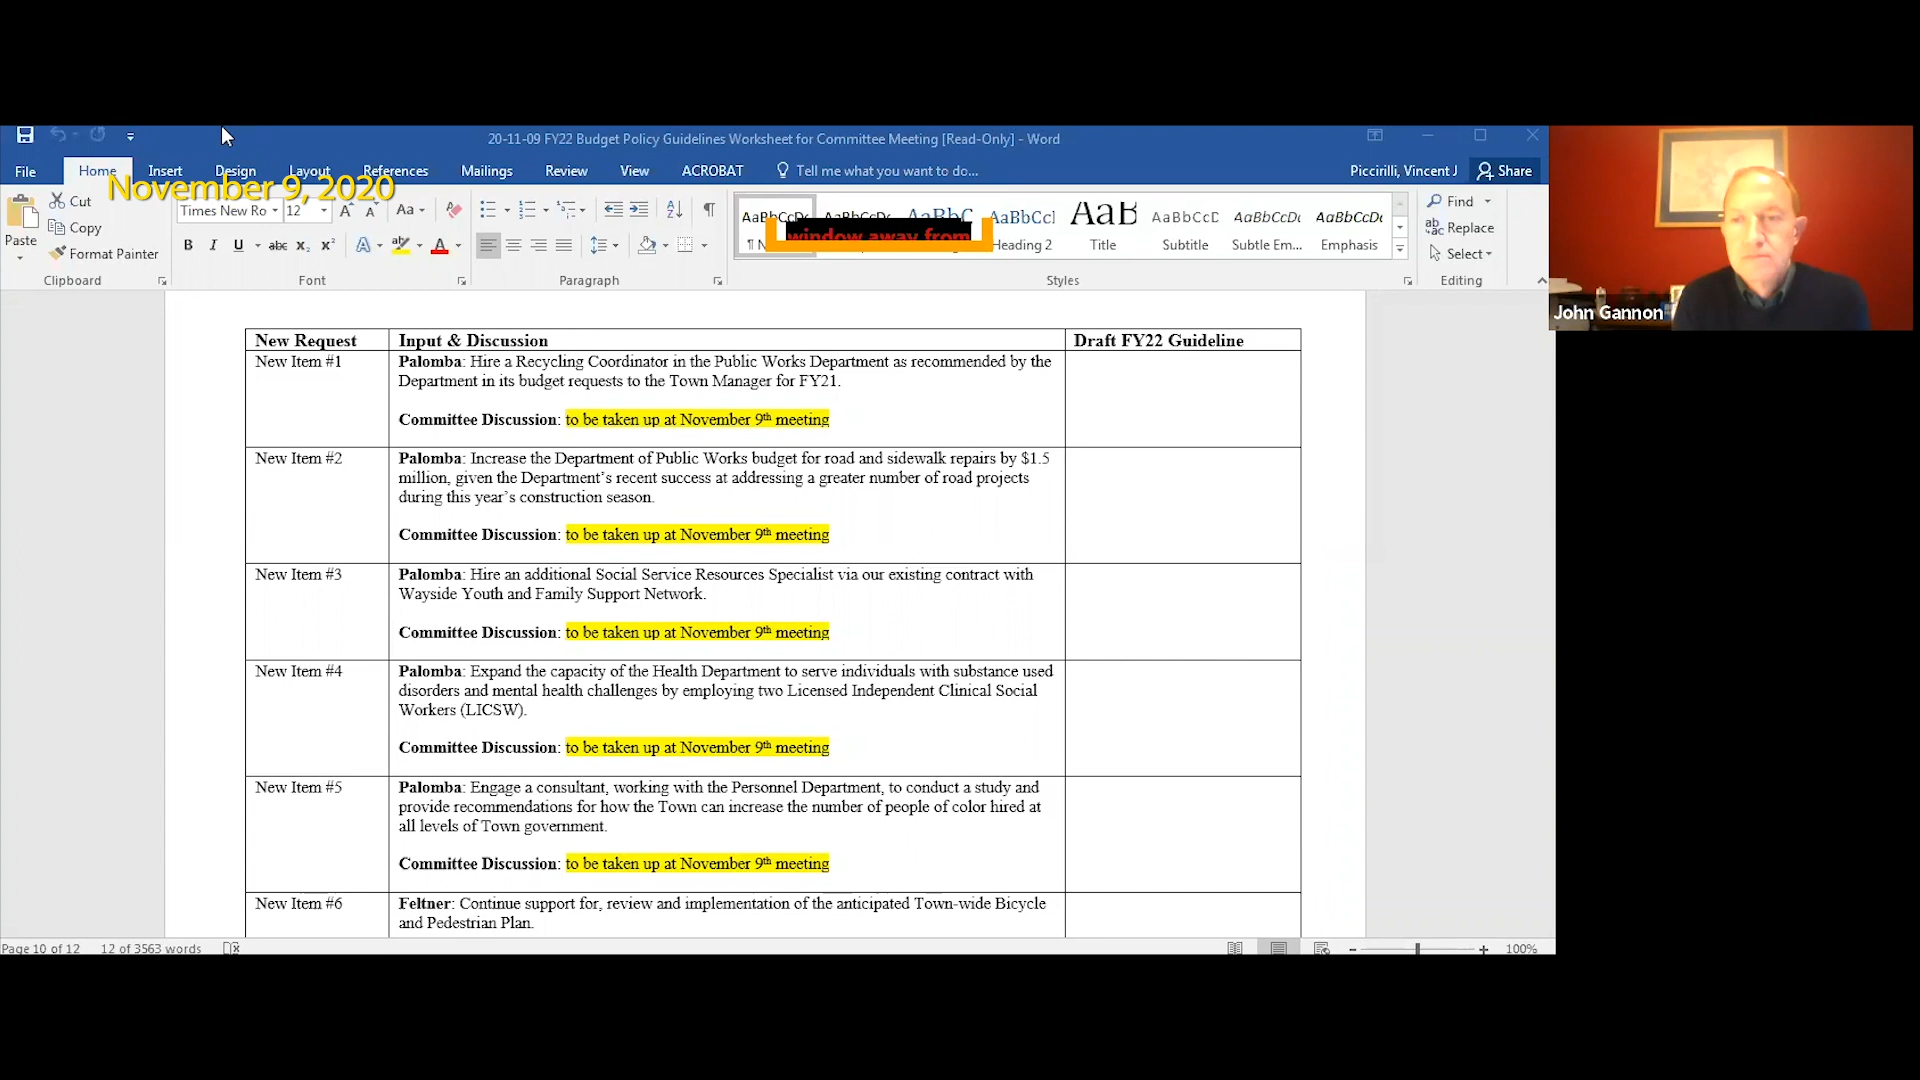 20-11-09 FY22 Budget Policy Guidelines Worksheet for Committee Meeting [Read-Only] - Word
File Home Insert Design Layout References Mailings Review View ACROBAT Tell me what you want to do... Piccirilli, Vincent J Share
November 9, 2020
Paste
Cut
Copy
Format Painter
Clipboard
Times New Ro 12
Font
Paragraph
AaBbCcDc AaBbCcDc AaBbC AaBbCcI AaB AaBbCcD AaBbCcDc AaBbCcDc
window away from
Heading 2 Title Subtitle Subtle Em... Emphasis
Styles
Find
Replace
Select
Editing
John Gannon
New Request Input & Discussion Draft FY22 Guideline
New Item #1 Palomba: Hire a Recycling Coordinator in the Public Works Department as recommended by the
Department in its budget requests to the Town Manager for FY21.
Committee Discussion: to be taken up at November 9th meeting
New Item #2 Palomba: Increase the Department of Public Works budget for road and sidewalk repairs by $1.5
million, given the Department's recent success at addressing a greater number of road projects
during this year's construction season.
Committee Discussion: to be taken up at November 9th meeting
New Item #3 Palomba: Hire an additional Social Service Resources Specialist via our existing contract with
Wayside Youth and Family Support Network.
Committee Discussion: to be taken up at November 9th meeting
New Item #4 Palomba: Expand the capacity of the Health Department to serve individuals with substance used
disorders and mental health challenges by employing two Licensed Independent Clinical Social
Workers (LICSW).
Committee Discussion: to be taken up at November 9th meeting
New Item #5 Palomba: Engage a consultant, working with the Personnel Department, to conduct a study and
provide recommendations for how the Town can increase the number of people of color hired at
all levels of Town government.
Committee Discussion: to be taken up at November 9th meeting
New Item #6 Feltner: Continue support for, review and implementation of the anticipated Town-wide Bicycle
and Pedestrian Plan.
Page 10 of 12 12 of 3563 words 100%